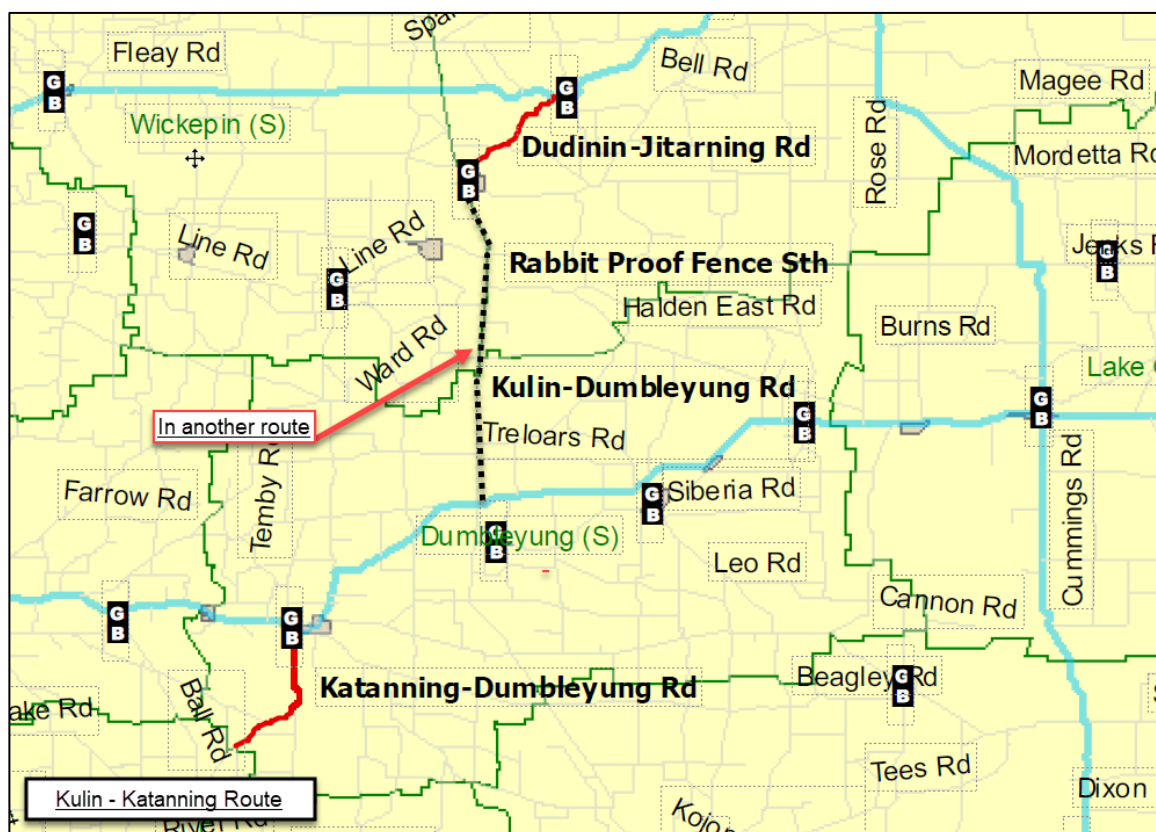 Fleay Rd
Bell Rd
Magee Rd
G
B
G
B
Wickepin (S)
Dudinin-Jitarning Rd
Rose Rd
Mordetta Rd
G
B
G
B
Line Rd
Line Rd
G
B
Rabbit Proof Fence Sth
G
B
Halden East Rd
Burns Rd
Ward Rd
Kulin-Dumbleyung Rd
In another route
G
B
G
B
Treloars Rd
Temby Rd
Farrow Rd
G
B
Siberia Rd
G
B
Dumbleyung (S)
Leo Rd
Cummings Rd
Cannon Rd
G
B
G
B
Katanning-Dumbleyung Rd
Beagley Rd
G
B
Ball Rd
Tees Rd
Dixon
Kulin - Katanning Route